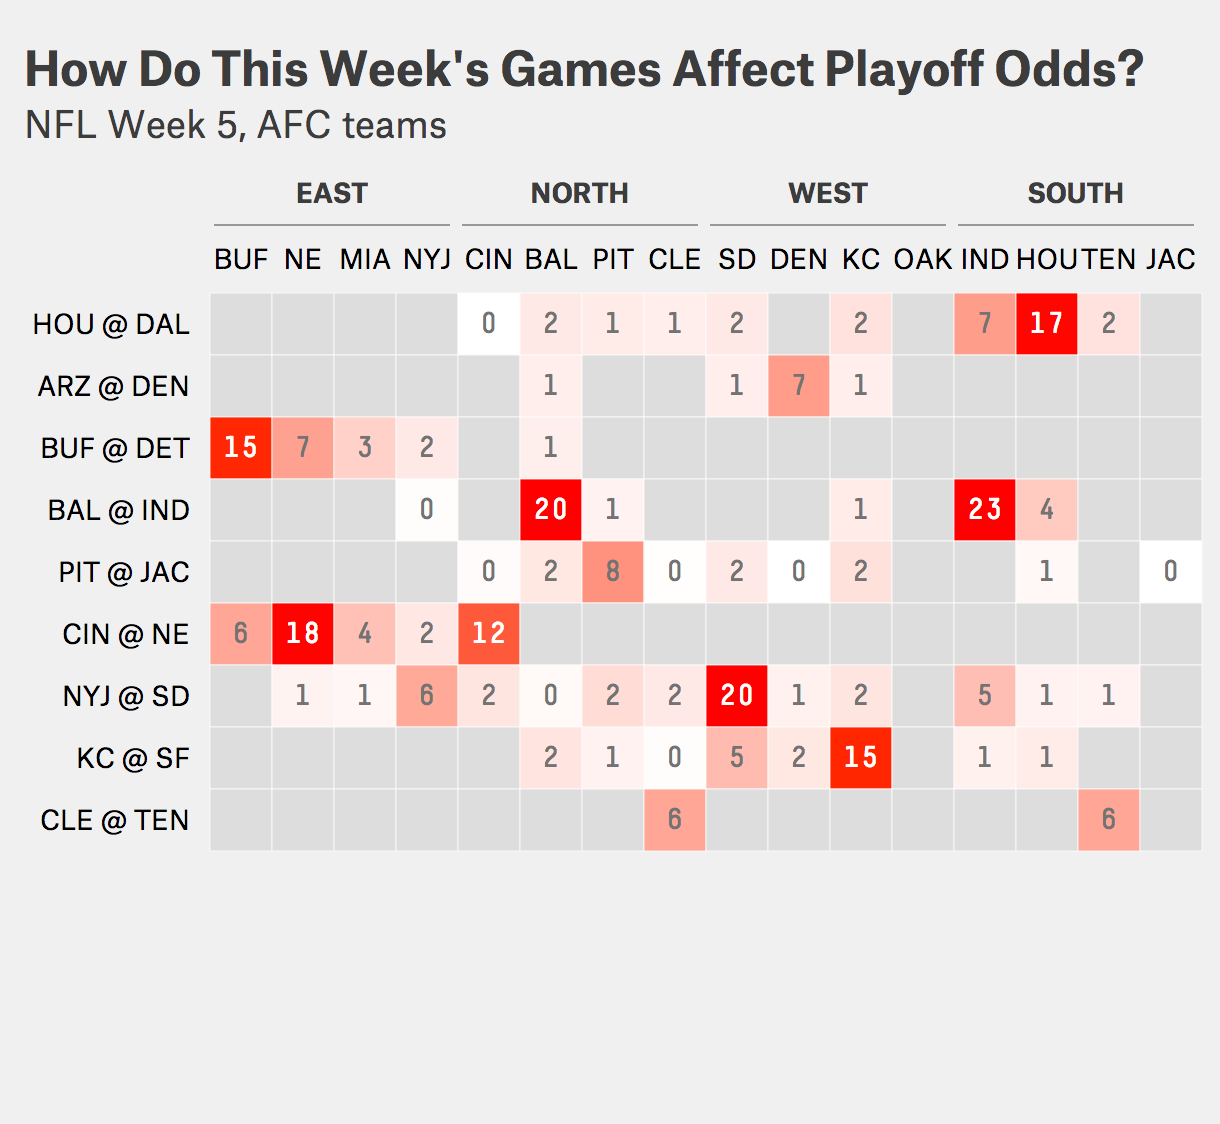 How Do This Week's Games Affect Playoff Odds?
NFL Week 5, AFC teams
EAST NORTH WEST SOUTH
BUF NE MIA NYJ CIN BAL PIT CLE SD DEN KC OAK IND HOU TEN JAC
HOU @ DAL 0 2 1 1 2 2 7 17 2
ARZ @ DEN 1 1 7 1
BUF @ DET 15 7 3 2 1
BAL @ IND 0 20 1 1 23 4
PIT @ JAC 0 2 8 0 2 0 2 1 0
CIN @ NE 6 18 4 2 12
NYJ @ SD 1 1 6 2 0 2 2 20 1 2 5 1 1
KC @ SF 2 1 0 5 2 15 1 1
CLE @ TEN 6 6